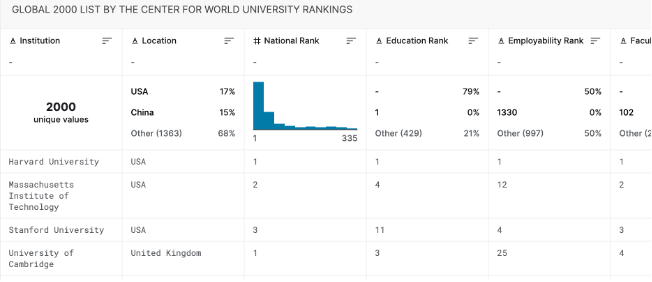 GLOBAL 2000 LIST BY THE CENTER FOR WORLD UNIVERSITY RANKINGS
A Institution A Location # National Rank A Education Rank A Employability Rank A Facul
- - - - -
USA 17% - 79% - 50% -
2000 China 15% 1 0% 1330 0% 102
unique values Other (1363) 68% Other (429) 21% Other (997) 50% Other (2
1 335
Harvard University USA 1 1 1 1
Massachusetts USA 2 4 12 2
Institute of
Technology
Stanford University USA 3 11 4 3
University of United Kingdom 1 3 25 4
Cambridge